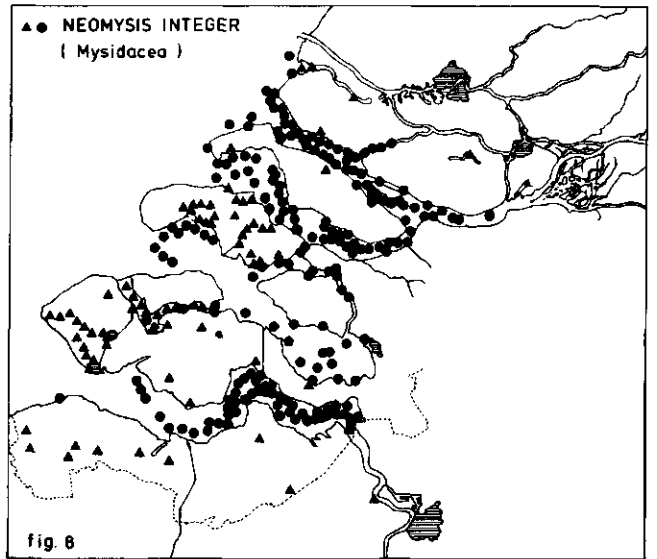 ▲ ● NEOMYSIS INTEGER
( Mysidacea )
fig. 8